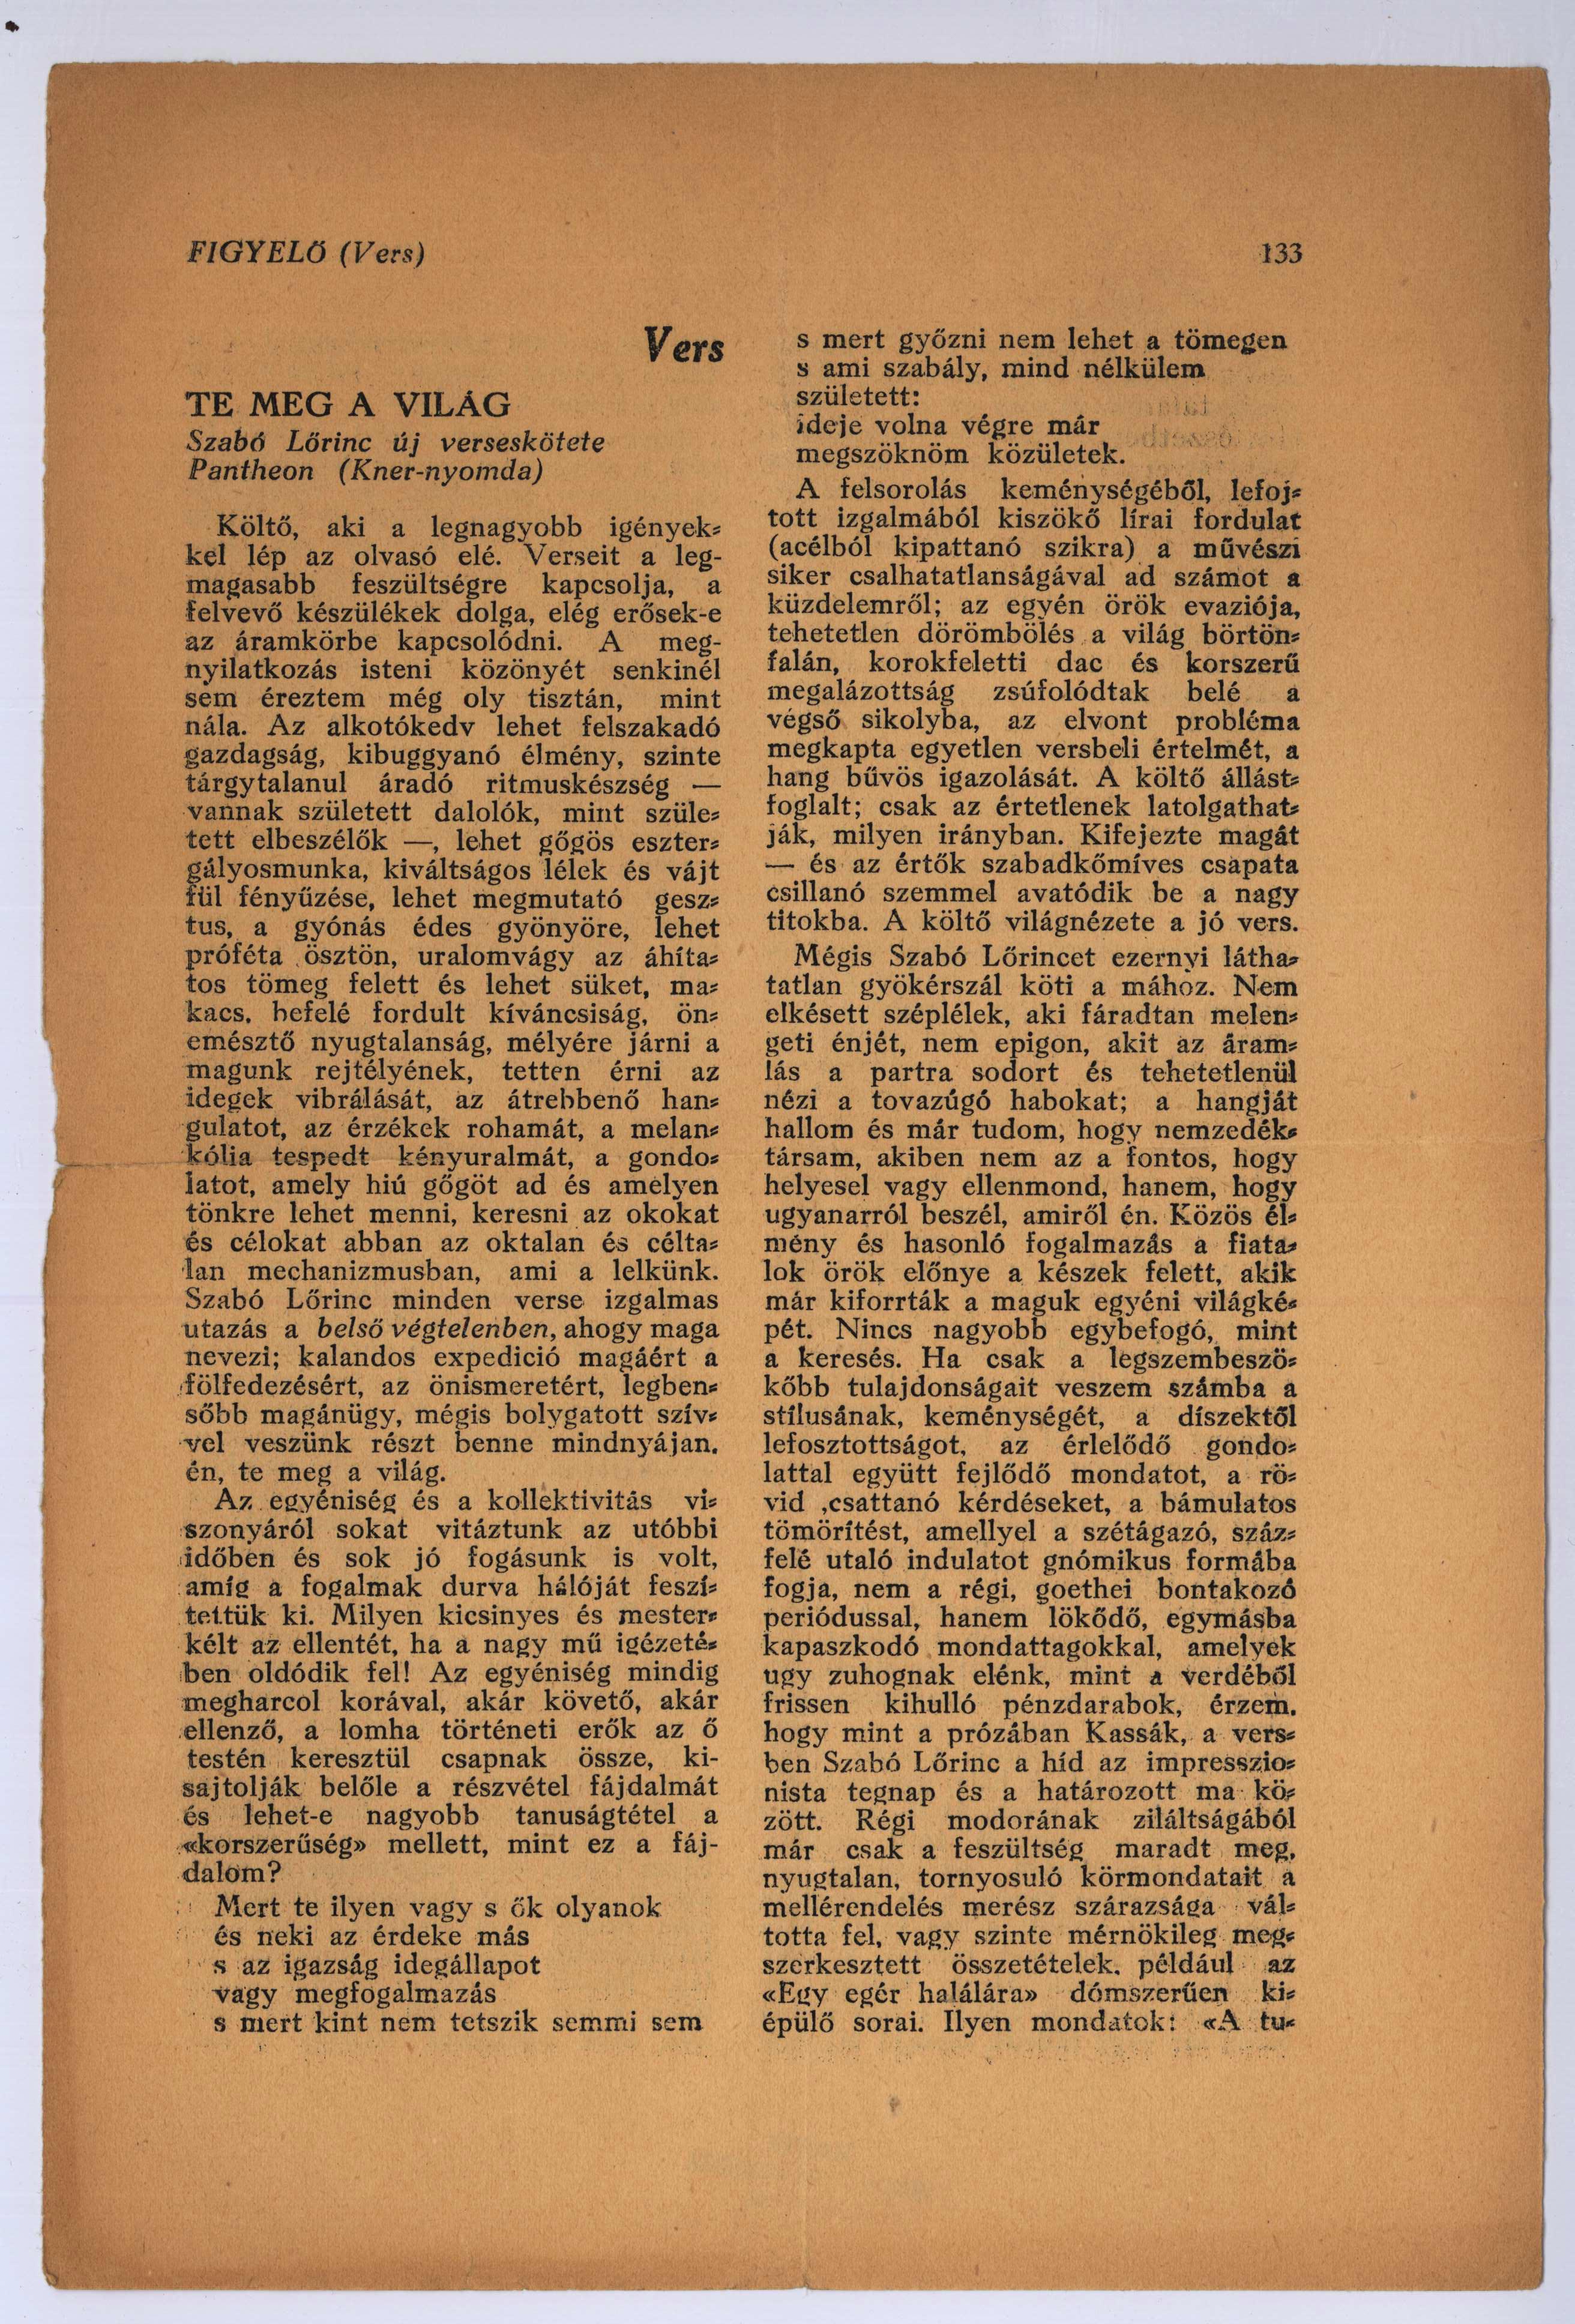 FIGYELŐ (Vers)
133
Vers
TE MEG A VILÁG
Szabó Lőrinc új verseskötete
Pantheon (Kner-nyomda)
Költő, aki a legnagyobb igények-
kel lép az olvasó elé. Verseit a leg-
magasabb feszültségre kapcsolja, a
felvevő készülékek dolga, elég erősek-e
az áramkörbe kapcsolódni. A meg-
nyilatkozás isteni közönyét senkinél
sem éreztem még oly tisztán, mint
nála. Az alkotókedv lehet felszakadó
gazdagság, kibuggyanó élmény, szinte
tárgytalanul áradó ritmuskészség —
vannak született dalolók, mint szüle-
tett elbeszélők —, lehet gőgös eszter-
gályosmunka, kiváltságos lélek és vájt
fül fényűzése, lehet megmutató gesz-
tus, a gyónás édes gyönyöre, lehet
próféta ösztön, uralomvágy az áhíta-
tos tömeg felett és lehet süket, ma-
kacs, befelé fordult kíváncsiság, ön-
emésztő nyugtalanság, mélyére járni a
magunk rejtélyének, tetten érni az
idegek vibrálását, az átrebbenő han-
gulatot, az érzékek rohamát, a melan-
kólia tespedt kényuralmát, a gondo-
latot, amely hiú gőgöt ad és amelyen
tönkre lehet menni, keresni az okokat
és célokat abban az oktalan és célta-
lan mechanizmusban, ami a lelkünk.
Szabó Lőrinc minden verse izgalmas
utazás a belső végtelenben, ahogy maga
nevezi; kalandos expedició magáért a
fölfedezésért, az önismeretért, legben-
sőbb magánügy, mégis bolygatott szív-
vel veszünk részt benne mindnyájan,
én, te meg a világ.
Az egyéniség és a kollektivitás vi-
szonyáról sokat vitáztunk az utóbbi
időben és sok jó fogásunk is volt,
amíg a fogalmak durva hálóját feszí-
tettük ki. Milyen kicsinyes és mester-
kélt az ellentét, ha a nagy mű igézeté-
ben oldódik fel! Az egyéniség mindig
megharcol korával, akár követő, akár
ellenző, a lomha történeti erők az ő
testén keresztül csapnak össze, ki-
sajtolják belőle a részvétel fájdalmát
és lehet-e nagyobb tanuságtétel a
«korszerűség» mellett, mint ez a fáj-
dalom?
Mert te ilyen vagy s ők olyanok
és neki az érdeke más
s az igazság idegállapot
vagy megfogalmazás
s mert kint nem tetszik semmi sem
s mert győzni nem lehet a tömegen
s ami szabály, mind nélkülem
született:
ideje volna végre már
megszöknöm közületek.
A felsorolás keménységéből, lefoj-
tott izgalmából kiszökő lírai fordulat
(acélból kipattanó szikra) a művészi
siker csalhatatlanságával ad számot a
küzdelemről; az egyén örök evaziója,
tehetetlen dörömbölés a világ börtön-
falán, korokfeletti dac és korszerű
megalázottság zsúfolódtak belé a
végső sikolyba, az elvont probléma
megkapta egyetlen versbeli értelmét, a
hang bűvös igazolását. A költő állást-
foglalt; csak az értetlenek latolgathat-
ják, milyen irányban. Kifejezte magát
— és az értők szabadkőmíves csapata
csillanó szemmel avatódik be a nagy
titokba. A költő világnézete a jó vers.
Mégis Szabó Lőrincet ezernyi látha-
tatlan gyökérszál köti a mához. Nem
elkésett széplélek, aki fáradtan melen-
geti énjét, nem epigon, akit az áram-
lás a partra sodort és tehetetlenül
nézi a tovazúgó habokat; a hangját
hallom és már tudom, hogy nemzedék-
társam, akiben nem az a fontos, hogy
helyesel vagy ellenmond, hanem, hogy
ugyanarról beszél, amiről én. Közös él-
mény és hasonló fogalmazás a fiata-
lok örök előnye a készek felett, akik
már kiforrták a maguk egyéni világké-
pét. Nincs nagyobb egybefogó, mint
a keresés. Ha csak a legszembeszö-
kőbb tulajdonságait veszem számba a
stílusának, keménységét, a díszektől
lefosztottságot, az érlelődő gondo-
lattal együtt fejlődő mondatot, a rö-
vid ,csattanó kérdéseket, a bámulatos
tömörítést, amellyel a szétágazó, száz-
felé utaló indulatot gnómikus formába
fogja, nem a régi, goethei bontakozó
periódussal, hanem lökődő, egymásba
kapaszkodó mondattagokkal, amelyek
ugy zuhognak elénk, mint a verdéből
frissen kihulló pénzdarabok, érzem,
hogy mint a prózában Kassák, a vers-
ben Szabó Lőrinc a híd az impresszio-
nista tegnap és a határozott ma kö-
zött. Régi modorának ziláltságából
már csak a feszültség maradt meg,
nyugtalan, tornyosuló körmondatait a
mellérendelés merész szárazsága vál-
totta fel, vagy szinte mérnökileg meg-
szerkesztett összetételek, például az
«Egy egér halálára» dómszerűen ki-
épülő sorai. Ilyen mondatok: «A tu-